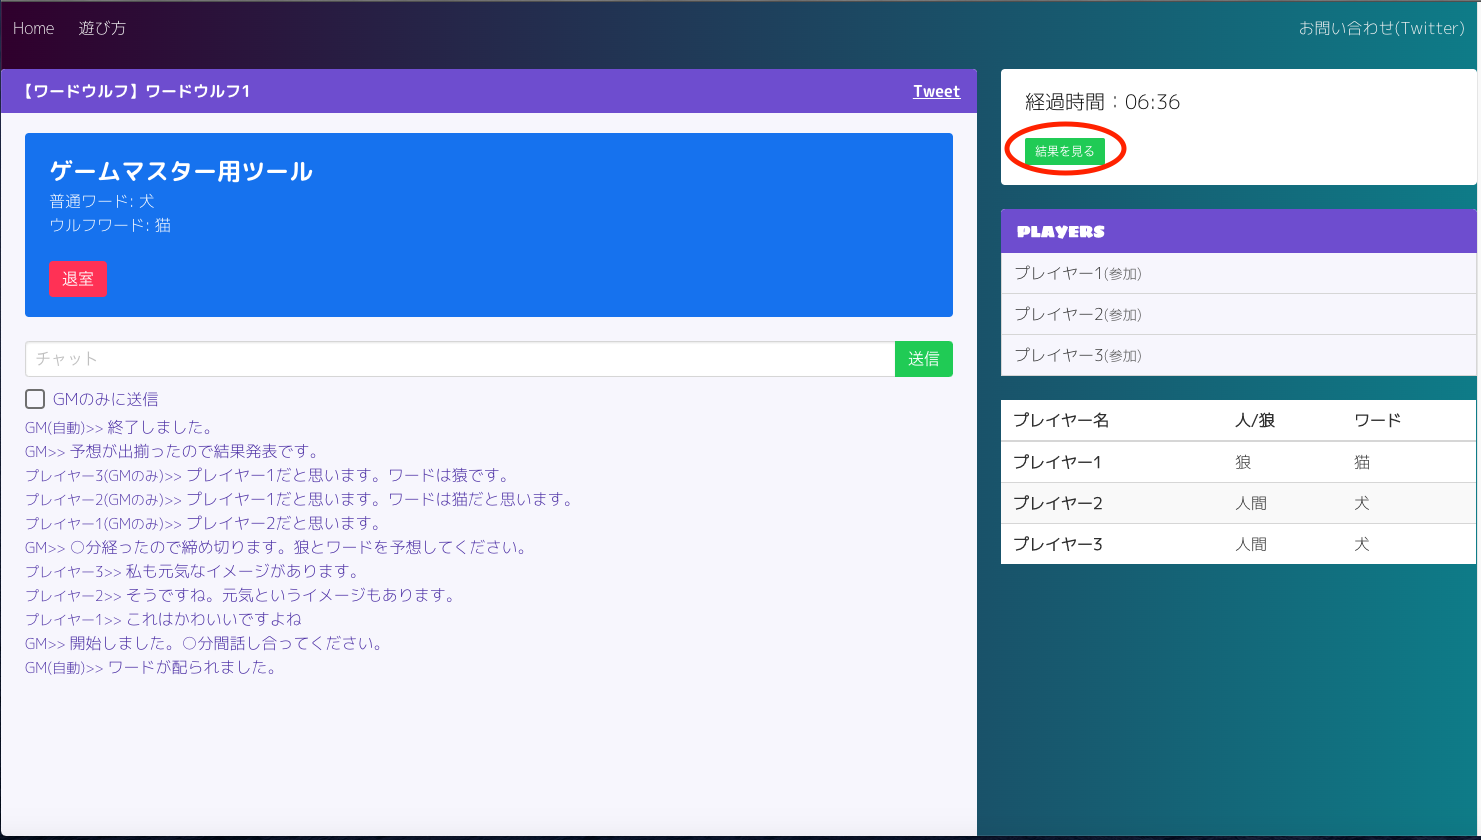 Home 遊び方 お問い合わせ(Twitter)
【ワードウルフ】ワードウルフ1 Tweet
ゲームマスター用ツール
普通ワード: 犬
ウルフワード: 猫
退室
チャット 送信
GMのみに送信
GM(自動)>> 終了しました。
GM>> 予想が出揃ったので結果発表です。
プレイヤー3(GMのみ)>> プレイヤー1だと思います。ワードは猿です。
プレイヤー2(GMのみ)>> プレイヤー1だと思います。ワードは猫だと思います。
プレイヤー1(GMのみ)>> プレイヤー2だと思います。
GM>> ○分経ったので締め切ります。狼とワードを予想してください。
プレイヤー3>> 私も元気なイメージがあります。
プレイヤー2>> そうですね。元気というイメージもあります。
プレイヤー1>> これはかわいいですよね
GM>> 開始しました。○分間話し合ってください。
GM(自動)>> ワードが配られました。
経過時間：06:36
結果を見る
PLAYERS
プレイヤー1(参加)
プレイヤー2(参加)
プレイヤー3(参加)
プレイヤー名 人/狼 ワード
プレイヤー1 狼 猫
プレイヤー2 人間 犬
プレイヤー3 人間 犬